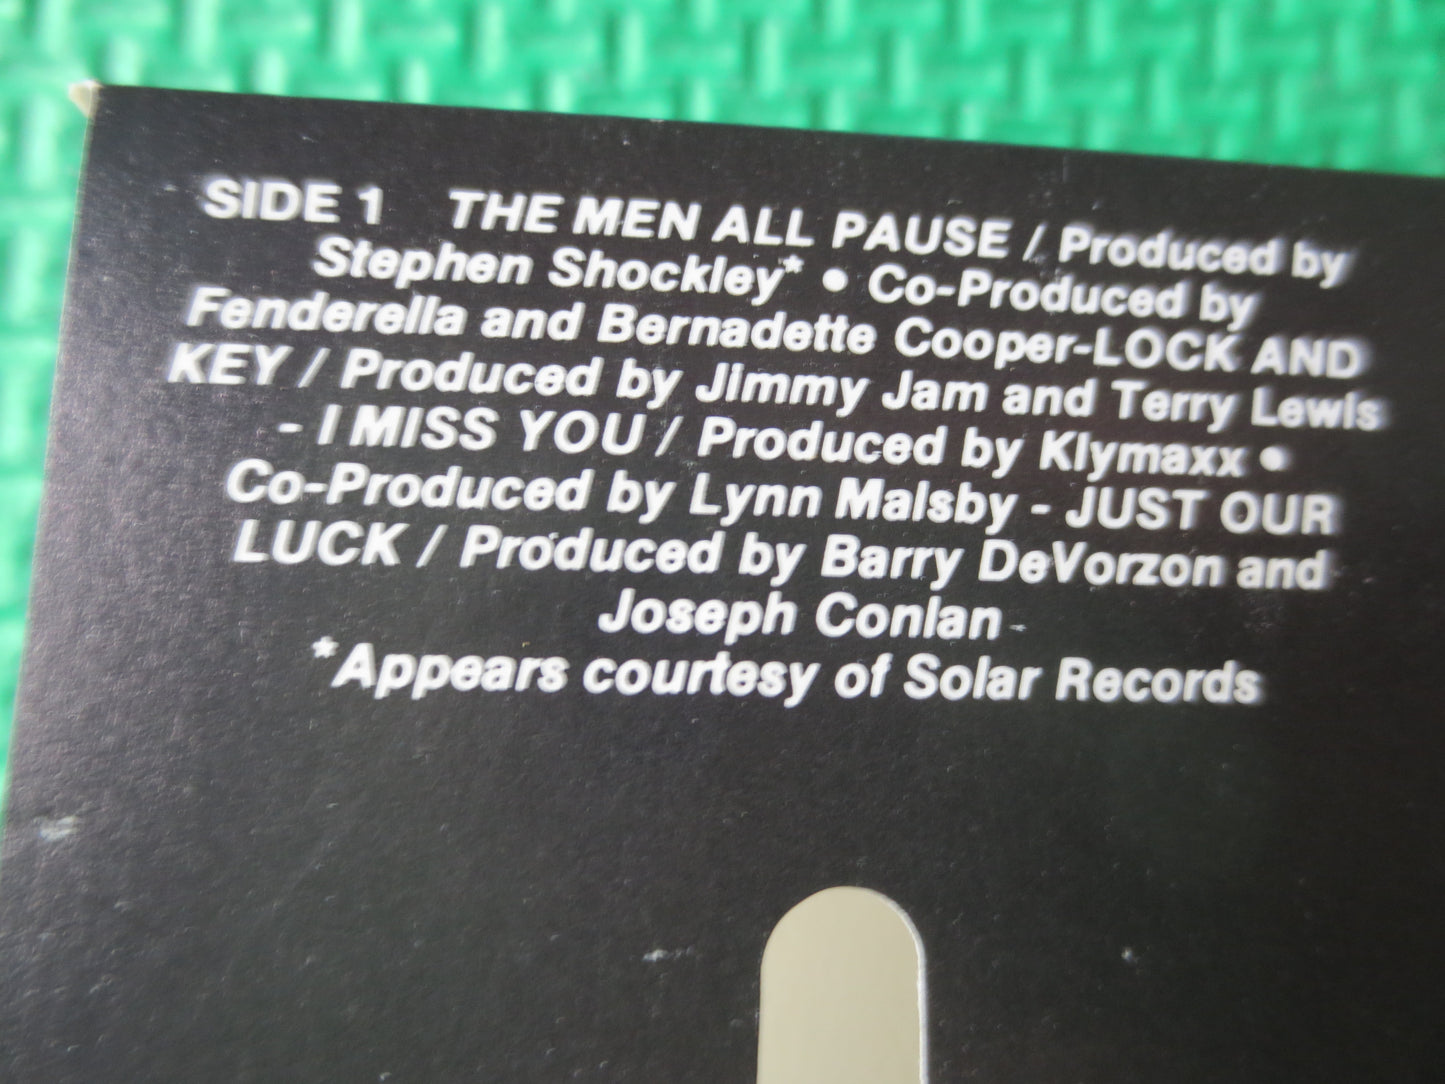 SIDE 1 THE MEN ALL PAUSE / Produced by
Stephen Shockley* • Co-Produced by
Fenderella and Bernadette Cooper-LOCK AND
KEY / Produced by Jimmy Jam and Terry Lewis
- I MISS YOU / Produced by Klymaxx •
Co-Produced by Lynn Malsby - JUST OUR
LUCK / Produced by Barry DeVorzon and
Joseph Conlan
*Appears courtesy of Solar Records